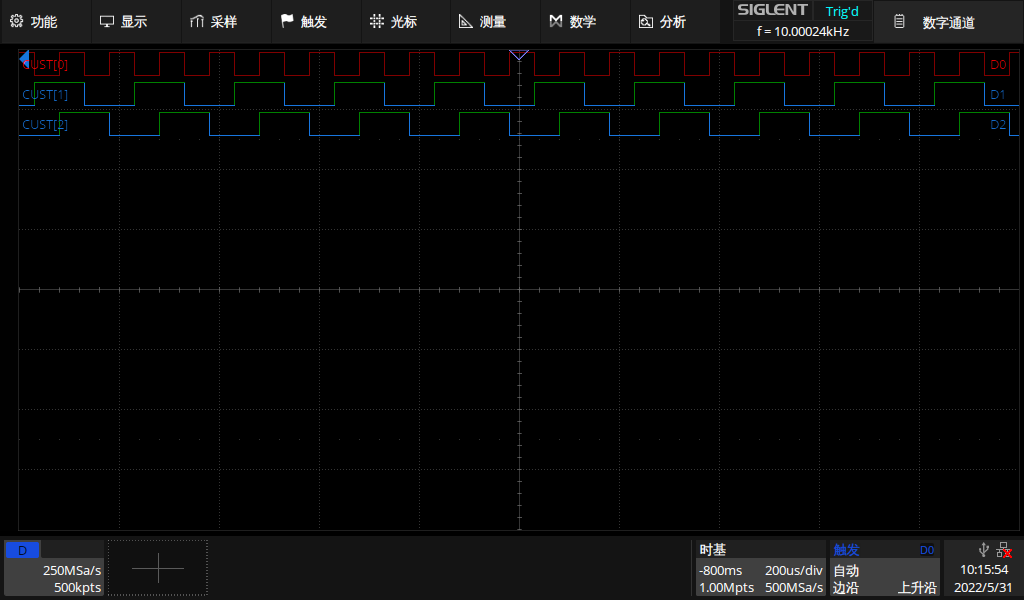 功能 显示 采样 触发 光标 测量 数学 分析 SIGLENT Trig'd 数字通道
f = 10.00024kHz
CUST[0] D0
CUST[1] D1
CUST[2] D2
D 时基 触发 D0
250MSa/s -800ms 200us/div 自动 10:15:54
500kpts 1.00Mpts 500MSa/s 边沿 上升沿 2022/5/31